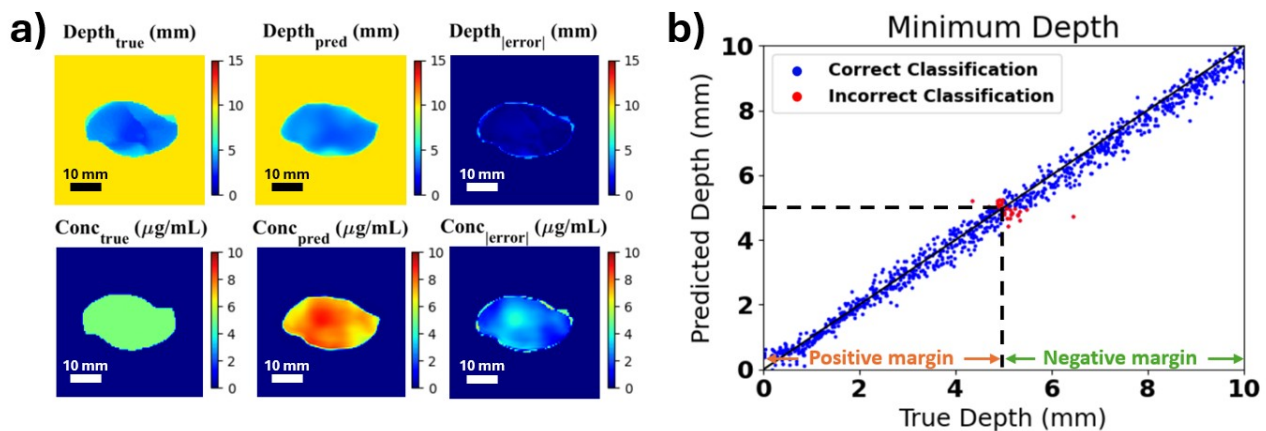 a)
Depth_true (mm)
Depth_pred (mm)
Depth_|error| (mm)
15
10
5
0
10 mm
15
10
5
0
10 mm
15
10
5
0
10 mm
Conc_true (µg/mL)
Conc_pred (µg/mL)
Conc_|error| (µg/mL)
10
8
6
4
2
0
10 mm
10
8
6
4
2
0
10 mm
10
8
6
4
2
0
10 mm
b)
Minimum Depth
Predicted Depth (mm)
10
8
6
4
2
0
Correct Classification
Incorrect Classification
Positive margin
Negative margin
0 2 4 6 8 10
True Depth (mm)